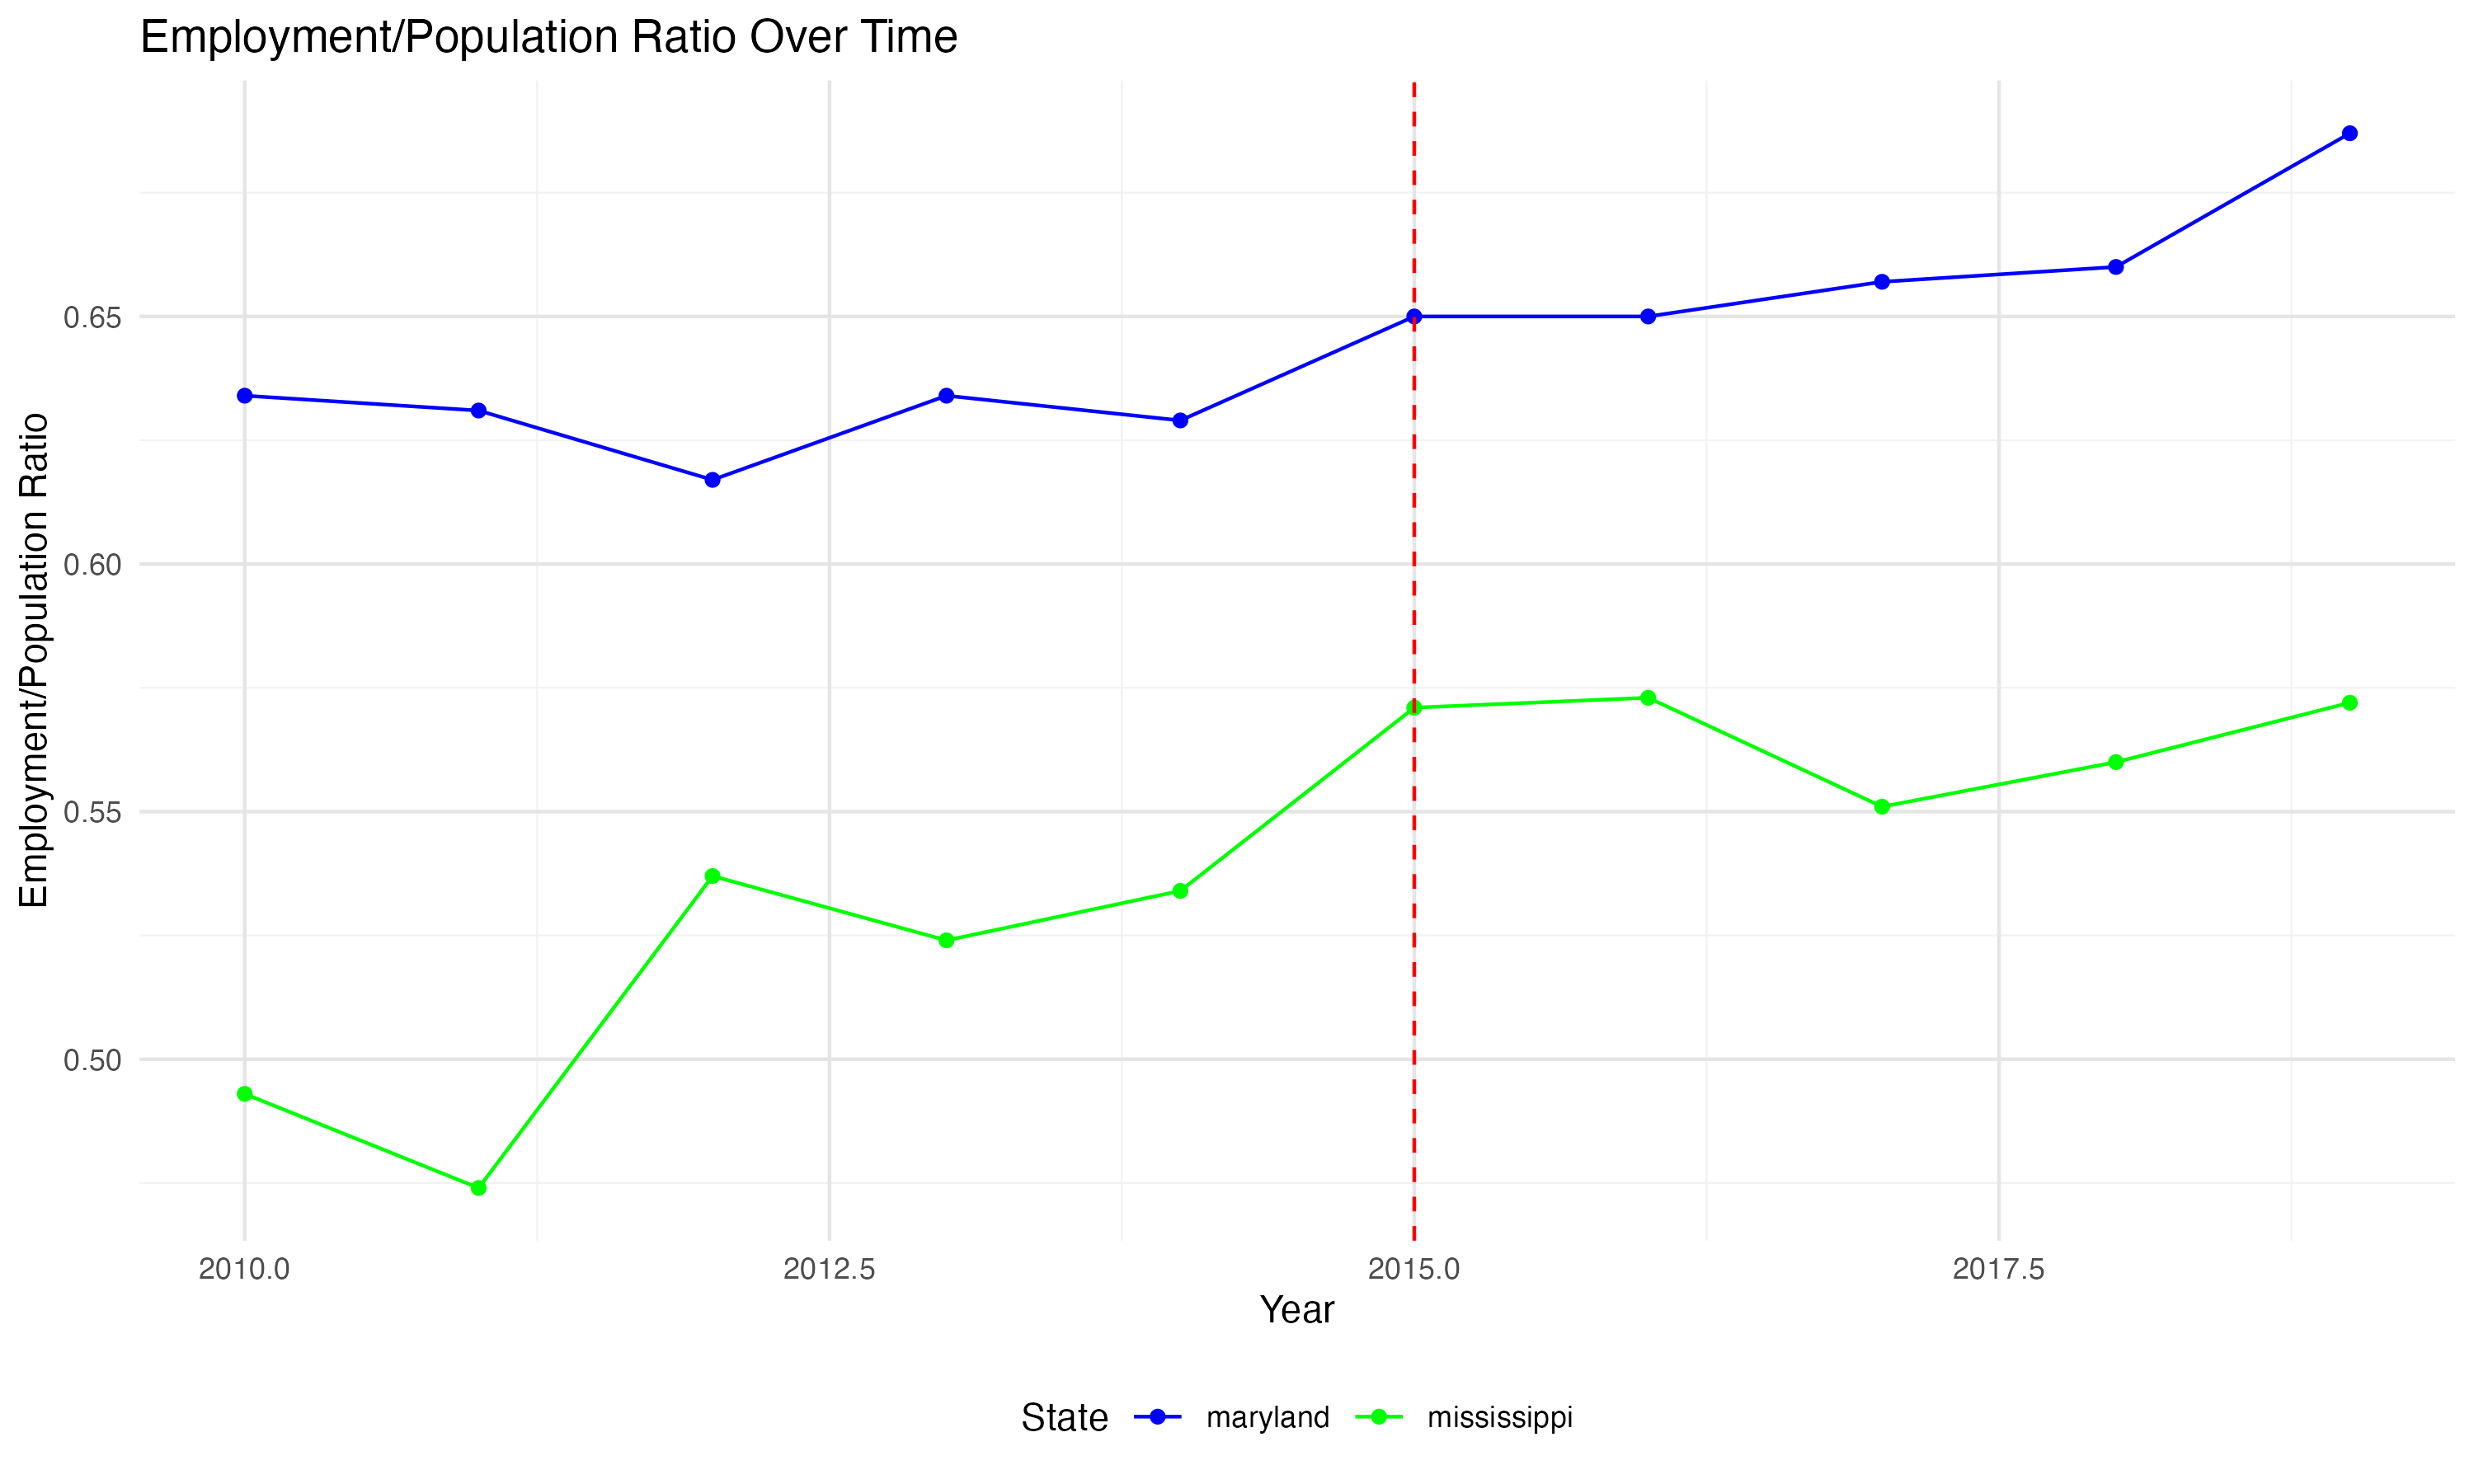 Employment/Population Ratio Over Time
Employment/Population Ratio
0.65
0.60
0.55
0.50
2010.0 2012.5 2015.0 2017.5
Year
State maryland mississippi